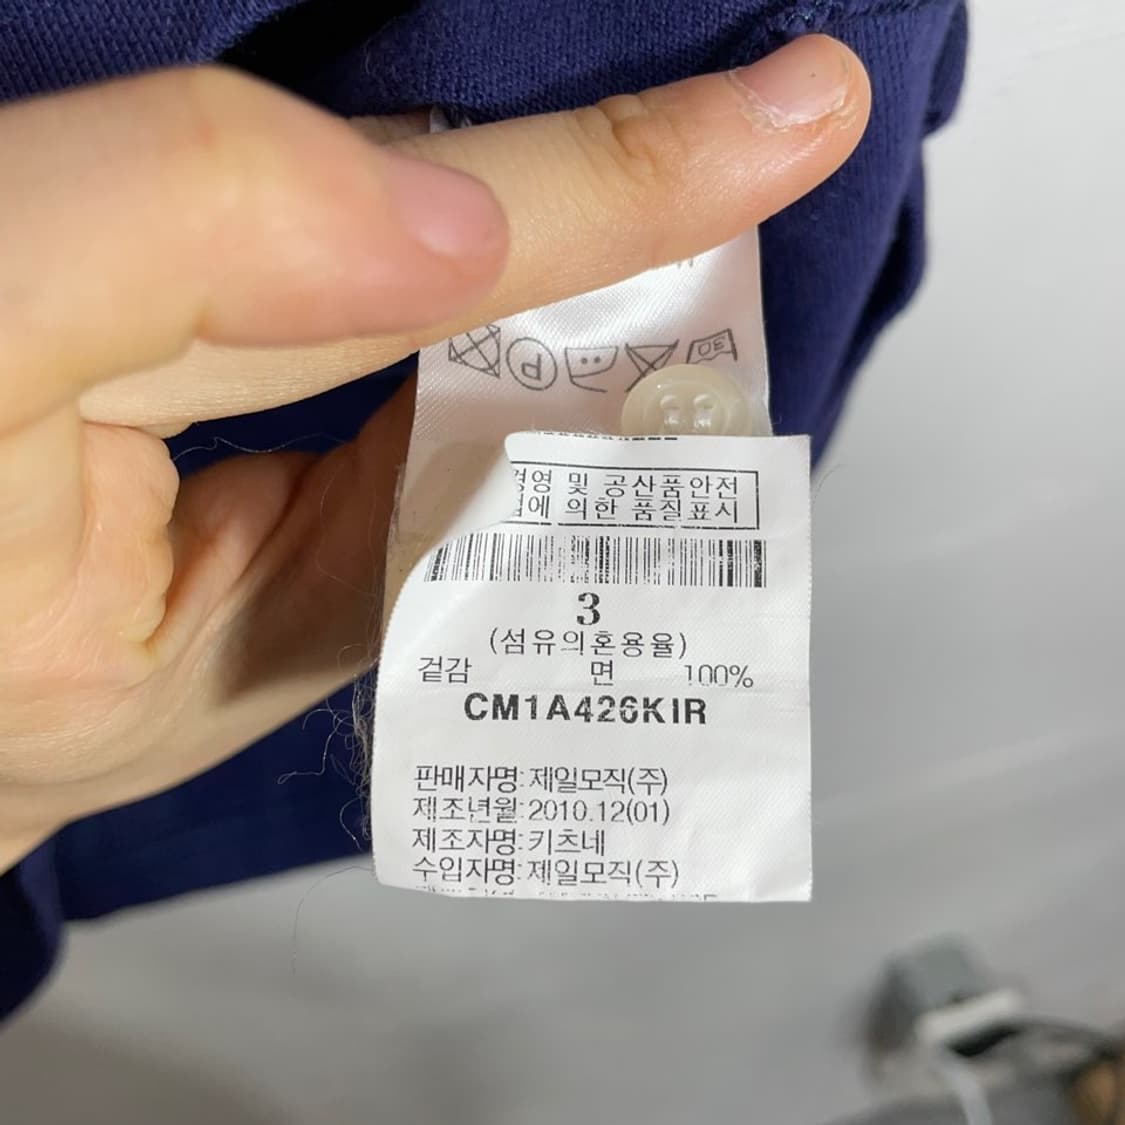 30
P
경영 및 공산품안전
법에 의한 품질표시
3
(섬유의혼용율)
겉감 면 100%
CM1A426KIR
판매자명: 제일모직(주)
제조년월: 2010.12(01)
제조자명: 키츠네
수입자명: 제일모직(주)